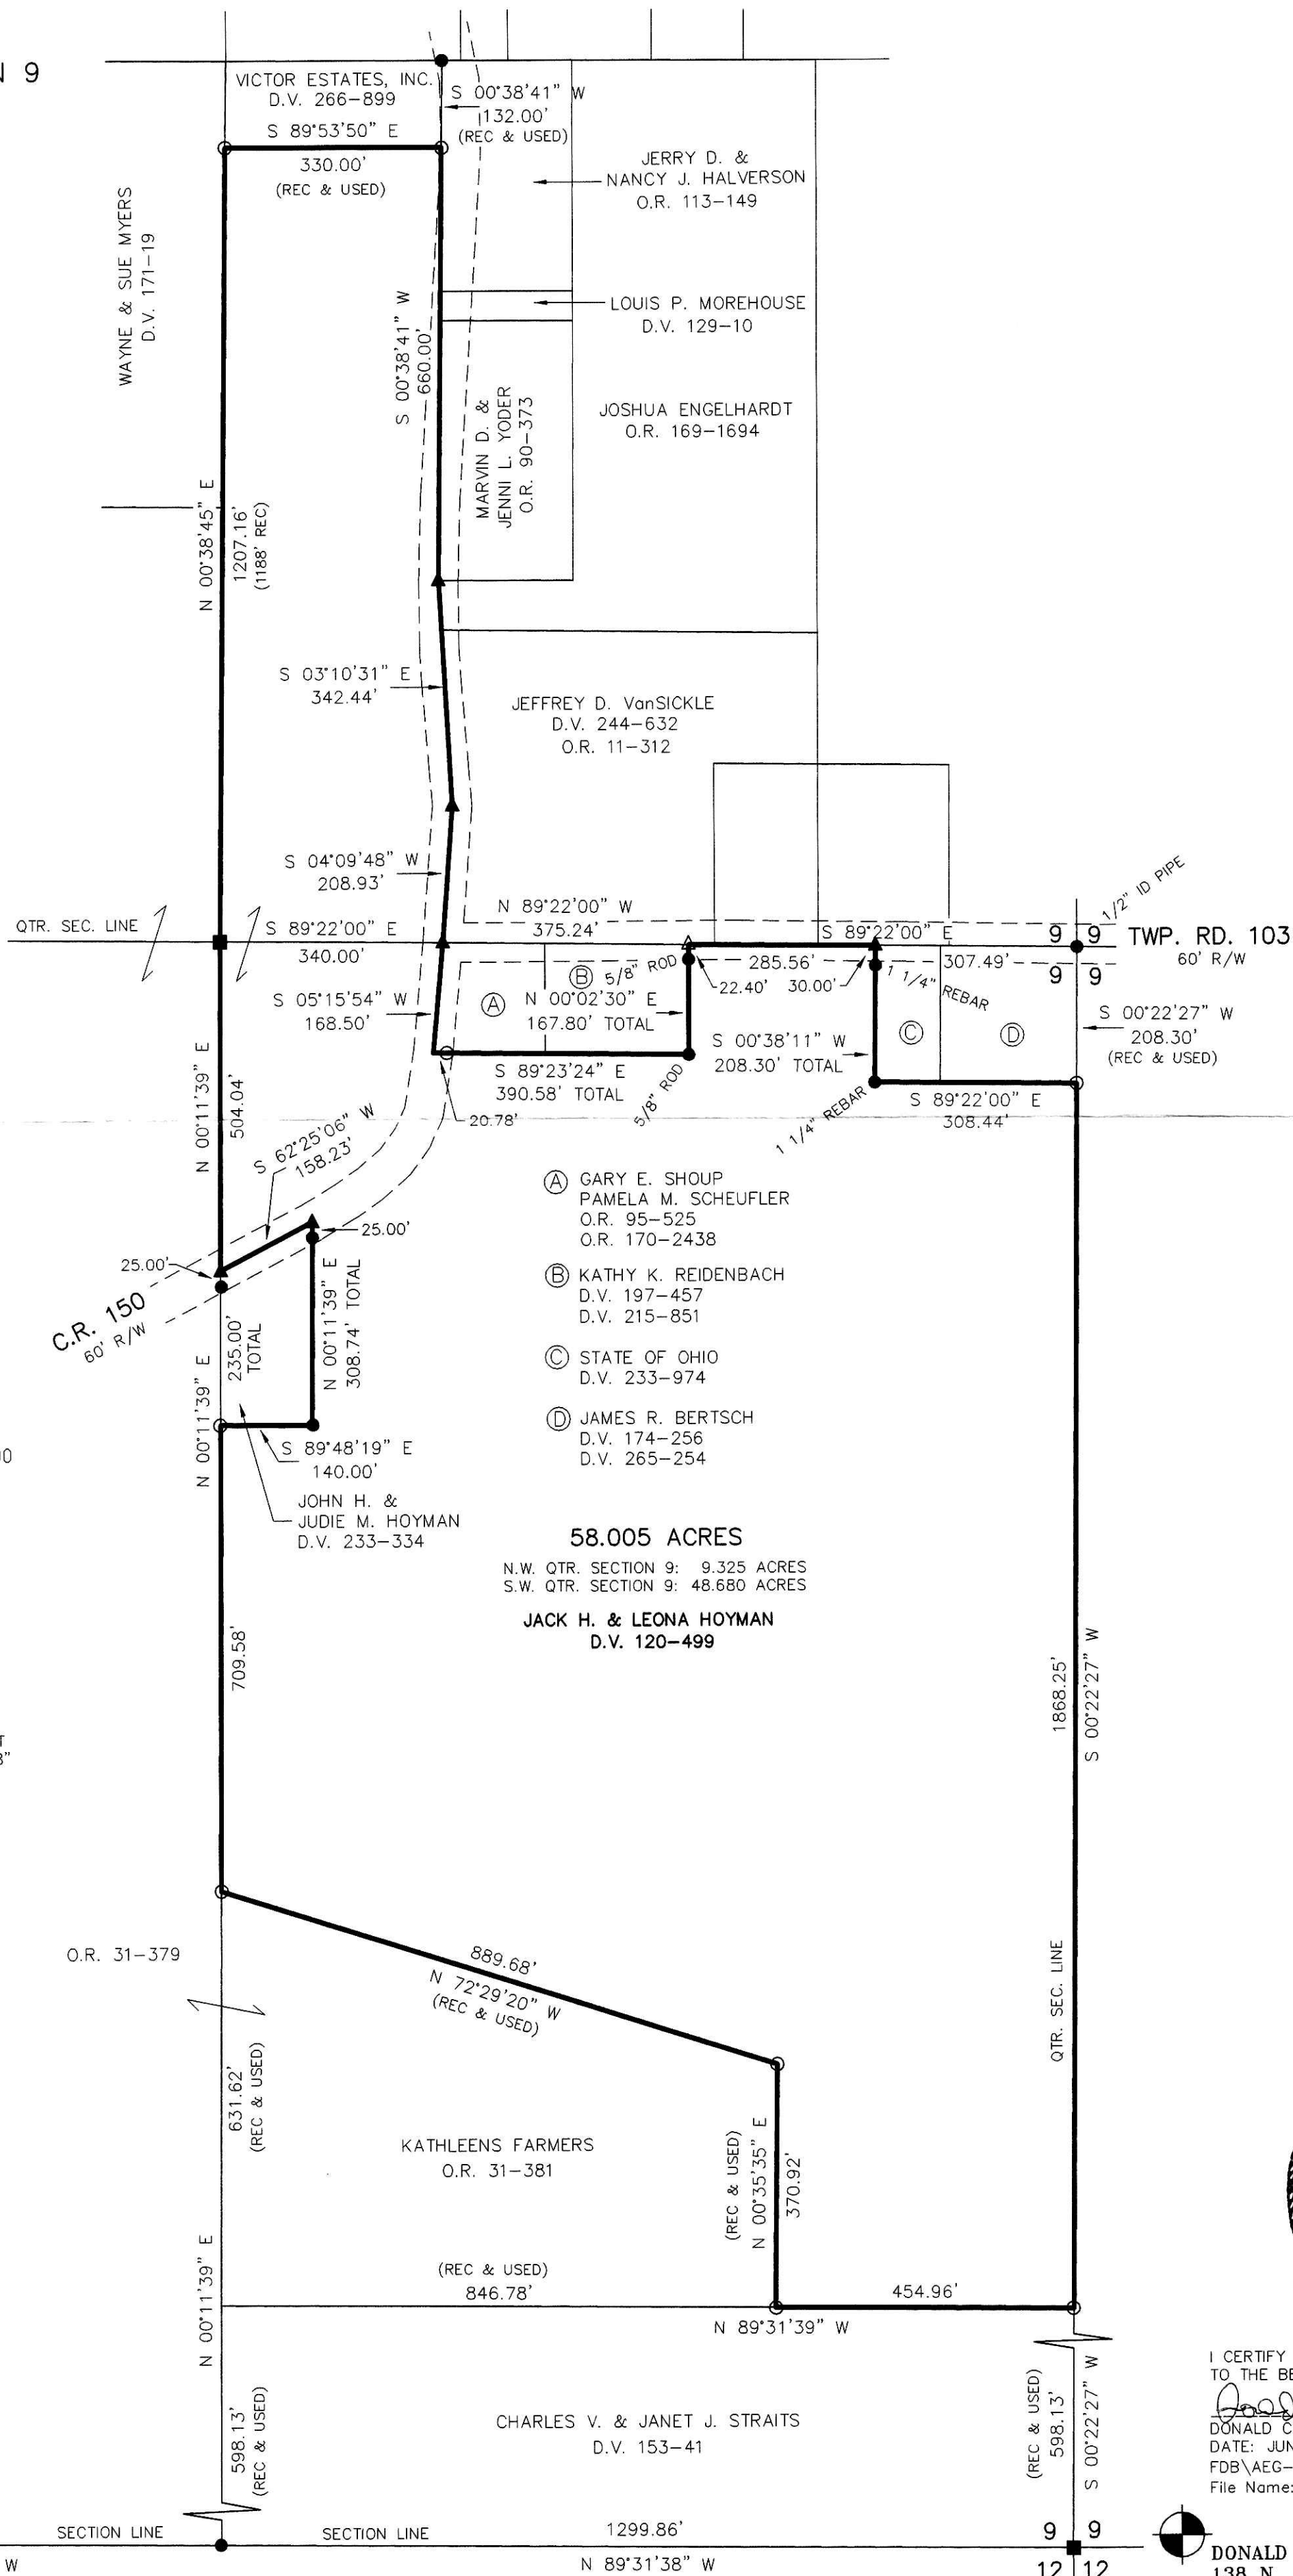 N 9
VICTOR ESTATES, INC.
D.V. 266-899
S 00°38'41" W
132.00'
(REC & USED)
S 89°53'50" E
330.00'
(REC & USED)
JERRY D. &
NANCY J. HALVERSON
O.R. 113-149
WAYNE & SUE MYERS
D.V. 171-19
LOUIS P. MOREHOUSE
D.V. 129-10
S 00°38'41" W
660.00'
MARVIN D. &
JENNI L. YODER
O.R. 90-373
JOSHUA ENGELHARDT
O.R. 169-1694
N 00°38'45" E
1207.16'
(1188' REC)
S 03°10'31" E
342.44'
JEFFREY D. VanSICKLE
D.V. 244-632
O.R. 11-312
S 04°09'48" W
208.93'
N 89°22'00" W
375.24'
1/2" ID PIPE
QTR. SEC. LINE
S 89°22'00" E
340.00'
S 89°22'00" E
285.56'
307.49'
9 9
9 9
TWP. RD. 103
60' R/W
5/8" ROD
22.40'
30.00'
1 1/4" REBAR
S 05°15'54" W
168.50'
A
B
N 00°02'30" E
167.80' TOTAL
S 00°38'11" W
208.30' TOTAL
C
D
S 00°22'27" W
208.30'
(REC & USED)
S 89°23'24" E
390.58' TOTAL
20.78'
5/8" ROD
1 1/4" REBAR
S 89°22'00" E
308.44'
N 00°11'39" E
504.04'
S 62°25'06" W
158.23'
25.00'
25.00'
C.R. 150
60' R/W
235.00'
TOTAL
N 00°11'39" E
308.74' TOTAL
A GARY E. SHOUP
PAMELA M. SCHEUFLER
O.R. 95-525
O.R. 170-2438
B KATHY K. REIDENBACH
D.V. 197-457
D.V. 215-851
C STATE OF OHIO
D.V. 233-974
D JAMES R. BERTSCH
D.V. 174-256
D.V. 265-254
N 00°11'39" E
S 89°48'19" E
140.00'
JOHN H. &
JUDIE M. HOYMAN
D.V. 233-334
58.005 ACRES
N.W. QTR. SECTION 9: 9.325 ACRES
S.W. QTR. SECTION 9: 48.680 ACRES
JACK H. & LEONA HOYMAN
D.V. 120-499
709.58'
1868.25'
S 00°22'27" W
QTR. SEC. LINE
O.R. 31-379
889.68'
N 72°29'20" W
(REC & USED)
631.62'
(REC & USED)
KATHLEENS FARMERS
O.R. 31-381
(REC & USED)
N 00°35'35" E
370.92'
N 00°11'39" E
(REC & USED)
846.78'
454.96'
N 89°31'39" W
598.13'
(REC & USED)
CHARLES V. & JANET J. STRAITS
D.V. 153-41
(REC & USED)
598.13'
S 00°22'27" W
I CERTIFY
TO THE BE
DONALD C
DATE: JUN
FDB\AEG-
File Name:
SECTION LINE
SECTION LINE
1299.86'
9 9
W
N 89°31'38" W
12 12
DONALD
138 N